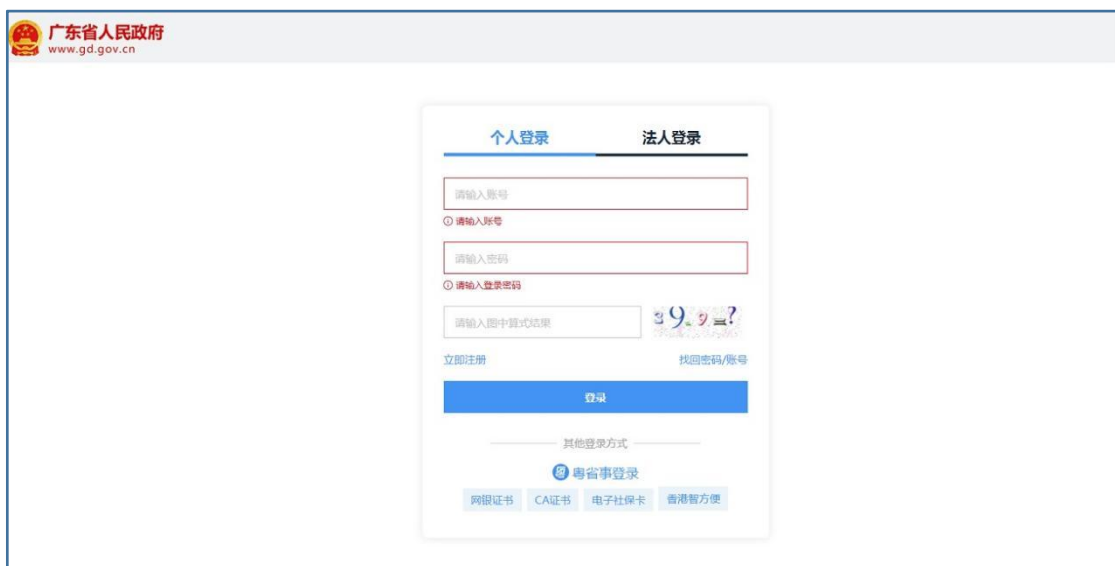 广东省人民政府
www.gd.gov.cn
个人登录 法人登录
请输入账号
请输入账号
请输入密码
请输入登录密码
请输入图中算式结果
立即注册 找回密码/账号
登录
其他登录方式
粤省事登录
网银证书 CA证书 电子社保卡 香港智方便